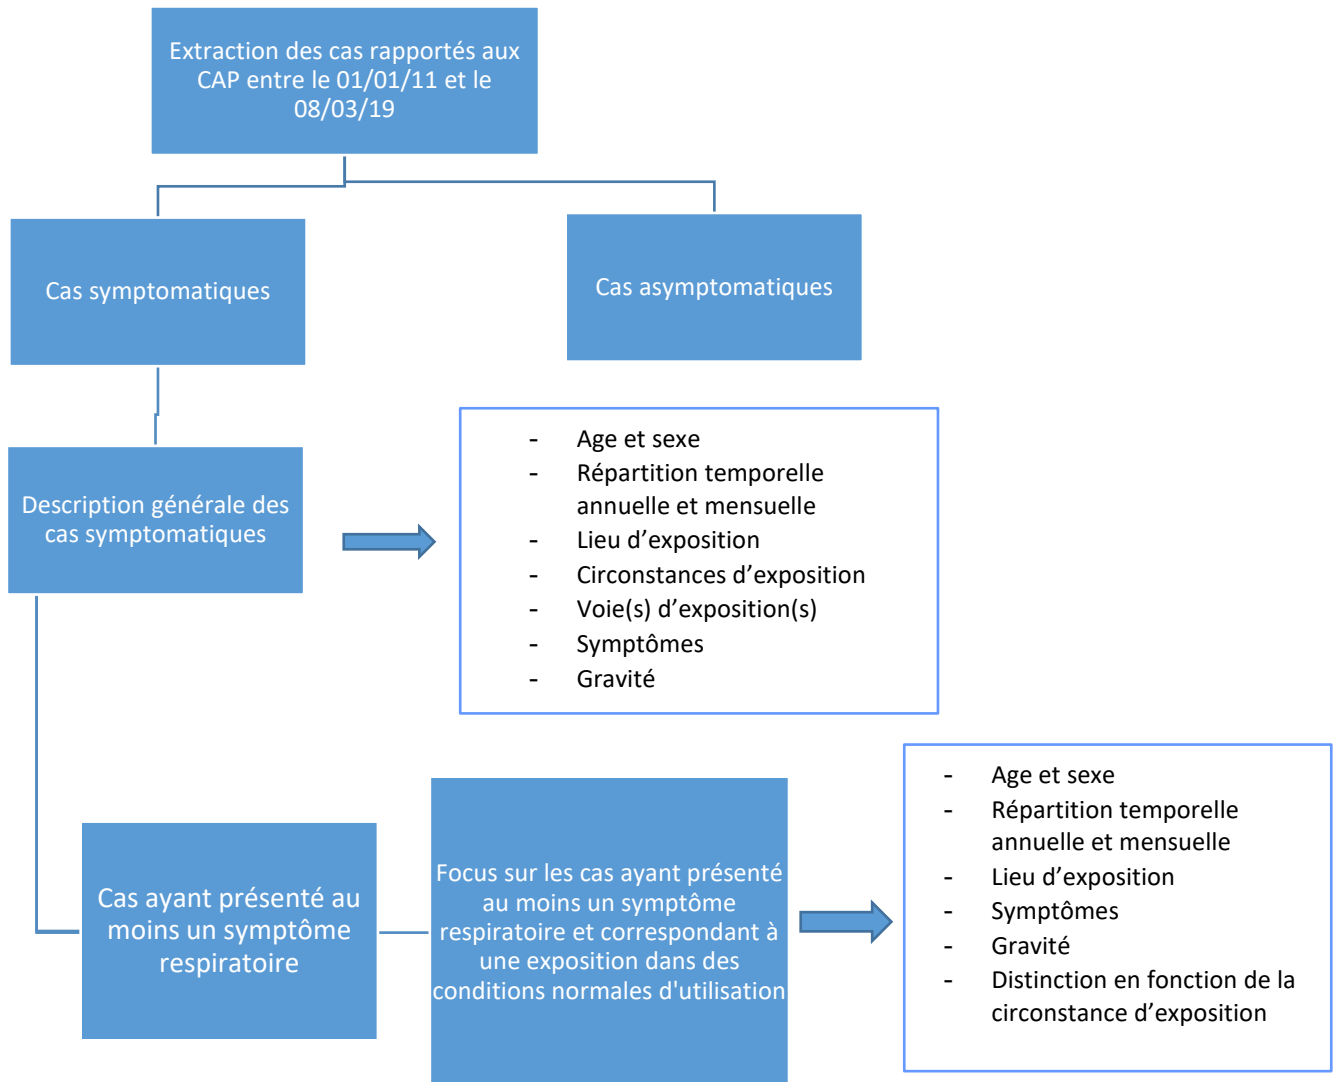 Extraction des cas rapportés aux
CAP entre le 01/01/11 et le
08/03/19
Cas symptomatiques
Cas asymptomatiques
Description générale des
cas symptomatiques
- Age et sexe
- Répartition temporelle
annuelle et mensuelle
- Lieu d’exposition
- Circonstances d’exposition
- Voie(s) d’exposition(s)
- Symptômes
- Gravité
Cas ayant présenté au
moins un symptôme
respiratoire
Focus sur les cas ayant présenté
au moins un symptôme
respiratoire et correspondant à
une exposition dans des
conditions normales d'utilisation
- Age et sexe
- Répartition temporelle
annuelle et mensuelle
- Lieu d’exposition
- Symptômes
- Gravité
- Distinction en fonction de la
circonstance d’exposition